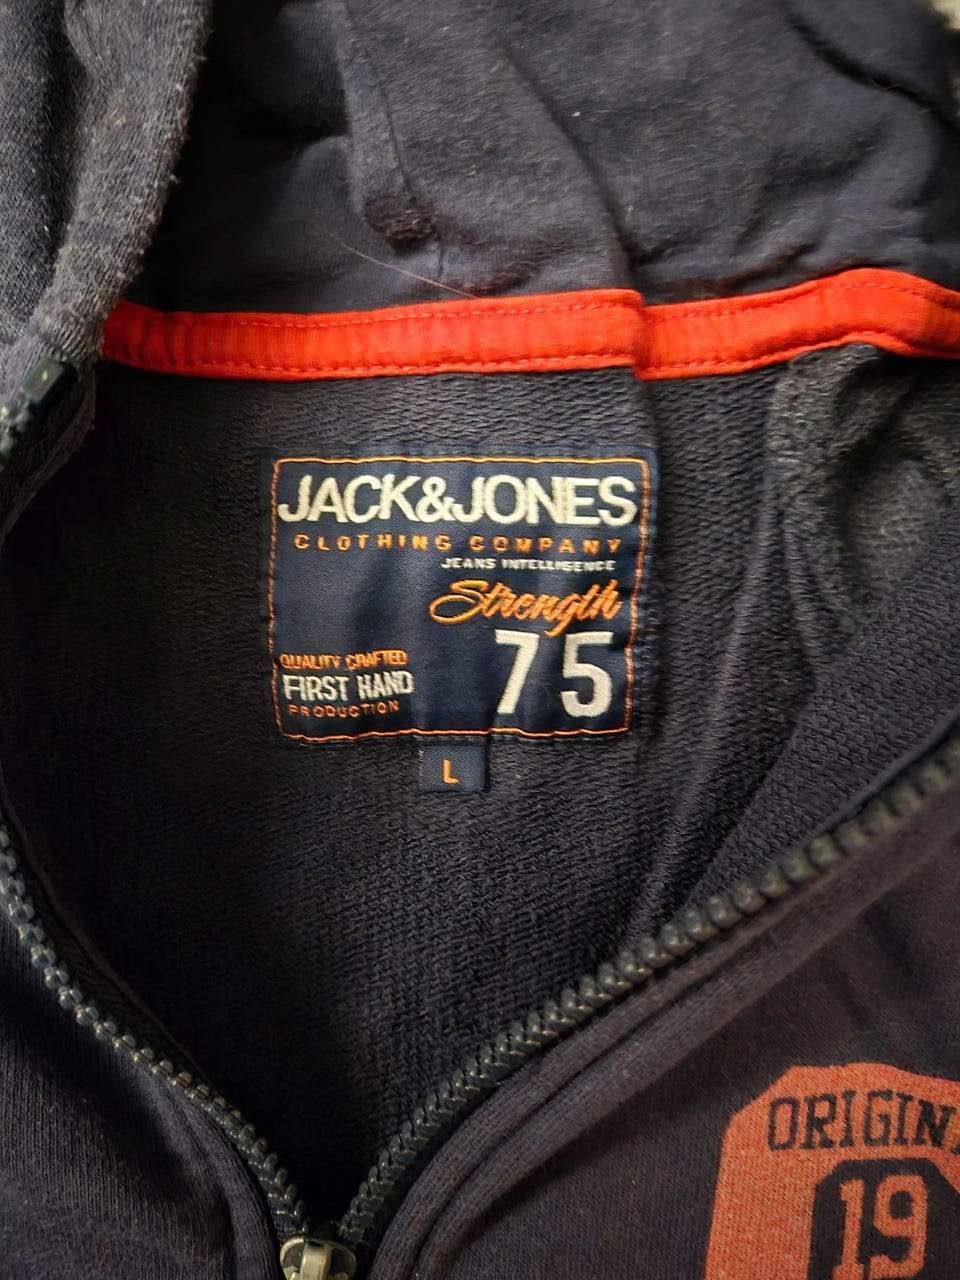 JACK&JONES
CLOTHING COMPANY
JEANS INTELLIGENCE
Strength
75
QUALITY CRAFTED
FIRST HAND
PRODUCTION
L
ORIGIN
19